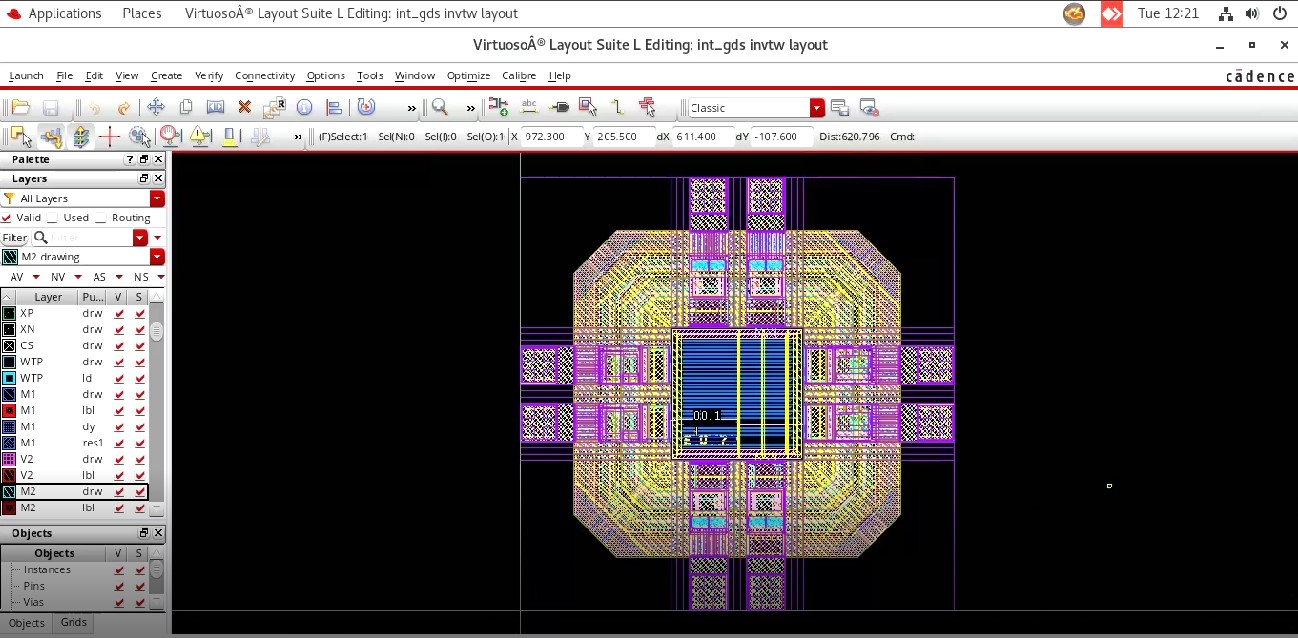 Applications Places VirtuosoÂ® Layout Suite L Editing: int_gds invtw layout Tue 12:21
VirtuosoÂ® Layout Suite L Editing: int_gds invtw layout
Launch File Edit View Create Verify Connectivity Options Tools Window Optimize Calibre Help cādence
abc Classic
(F)Select:1 Sel(N):0 Sel(I):0 Sel(O):1 X 972.300 Y 205.500 dX 611.400 dY -107.600 Dist:620.796 Cmd:
Palette ?
Layers
All Layers
Valid Used Routing
Filter Filter
M2 drawing
AV NV AS NS
Layer Pu... V S
XP drw
XN drw
CS drw
WTP drw
WTP ld
M1 drw
M1 lbl
M1 dy
M1 res1
V2 drw
V2 lbl
M2 drw
M2 lbl
Objects
Objects V S
Instances
Pins
Vias
Objects Grids
00.1